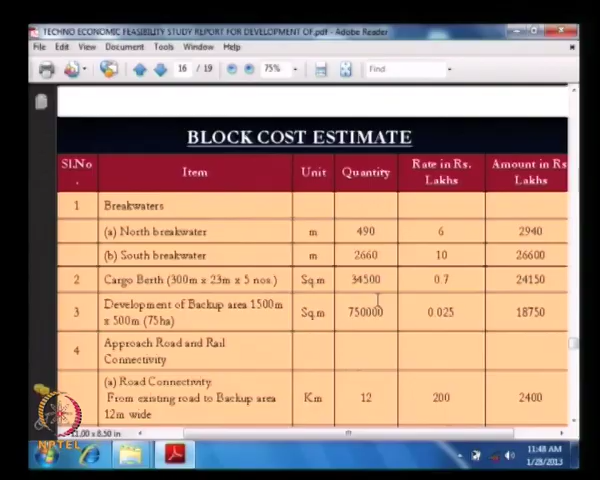 TECHNO ECONOMIC FEASIBILITY STUDY REPORT FOR DEVELOPMENT OF.pdf - Adobe Reader
File Edit View Document Tools Window Help
16 / 19 75% Find
BLOCK COST ESTIMATE
Sl.No . Item Unit Quantity Rate in Rs. Lakhs Amount in Rs Lakhs
1 Breakwaters
(a) North breakwater m 490 6 2940
(b) South breakwater m 2660 10 26600
2 Cargo Berth (300m x 23m x 5 nos.) Sq.m 34500 0.7 24150
3 Development of Backup area 1500m
x 500m (75ha) Sq.m 750000 0.025 18750
4 Approach Road and Rail
Connectivity
(a) Road Connectivity.
From existing road to Backup area Km 12 200 2400
12m wide
11.00 x 8.50 in
NPTEL
11:48 AM
1/28/2013